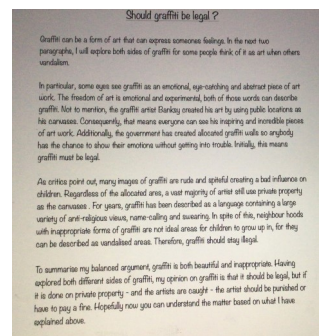 Should graffiti be legal ?
Graffiti can be a form of art that can express someones feelings. In the next two
paragraphs, I will explore both sides of graffiti for some people think of it as art when others
vandalism.
In particular, some eyes see graffiti as an emotional, eye-catching and abstract piece of art
work. The freedom of art is emotional and experimental, both of those words can describe
graffiti. Not to mention, the graffiti artist Banksy created his art by using public locations as
his canvases. Consequently, that means everyone can see his inspiring and incredible pieces
of art work. Additionally, the government has created allocated graffiti walls so anybody
has the chance to show their emotions without getting into trouble. Initially, this means
graffiti must be legal.
As critics point out, many images of graffiti are rude and spiteful creating a bad influence on
children. Regardless of the allocated area, a vast majority of artist still use private property
as the canvases . For years, graffiti has been described as a language containing a large
variety of anti-religious views, name-calling and swearing. In spite of this, neighbour hoods
with inappropriate forms of graffiti are not ideal areas for children to grow up in, for they
can be described as vandalised areas. Therefore, graffiti should stay illegal.
To summarise my balanced argument, graffiti is both beautiful and inappropriate. Having
explored both different sides of graffiti, my opinion on graffiti is that it should be legal, but if
it is done on private property - and the artists are caught - the artist should be punished or
have to pay a fine. Hopefully now you can understand the matter based on what I have
explained above.